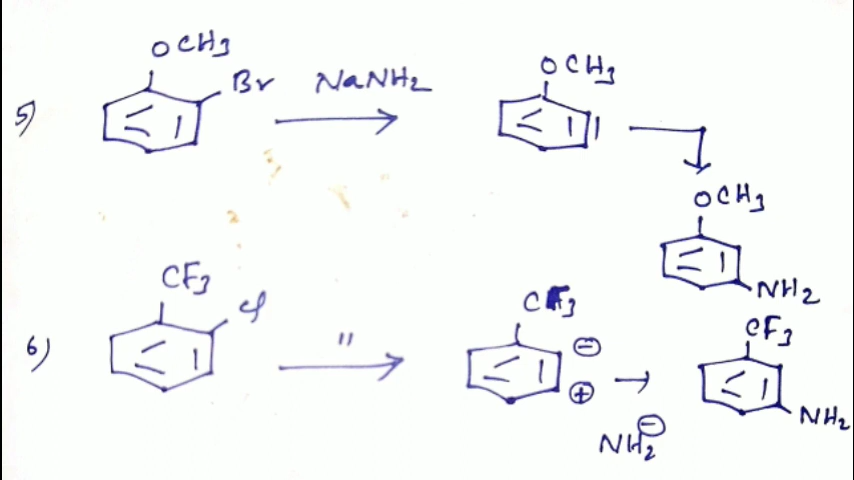 5)
OCH3
Br
NaNH2
OCH3
OCH3
NH2
6)
CF3
Cl
"
CF3
⊖
⊕
NH2⊖
CF3
NH2